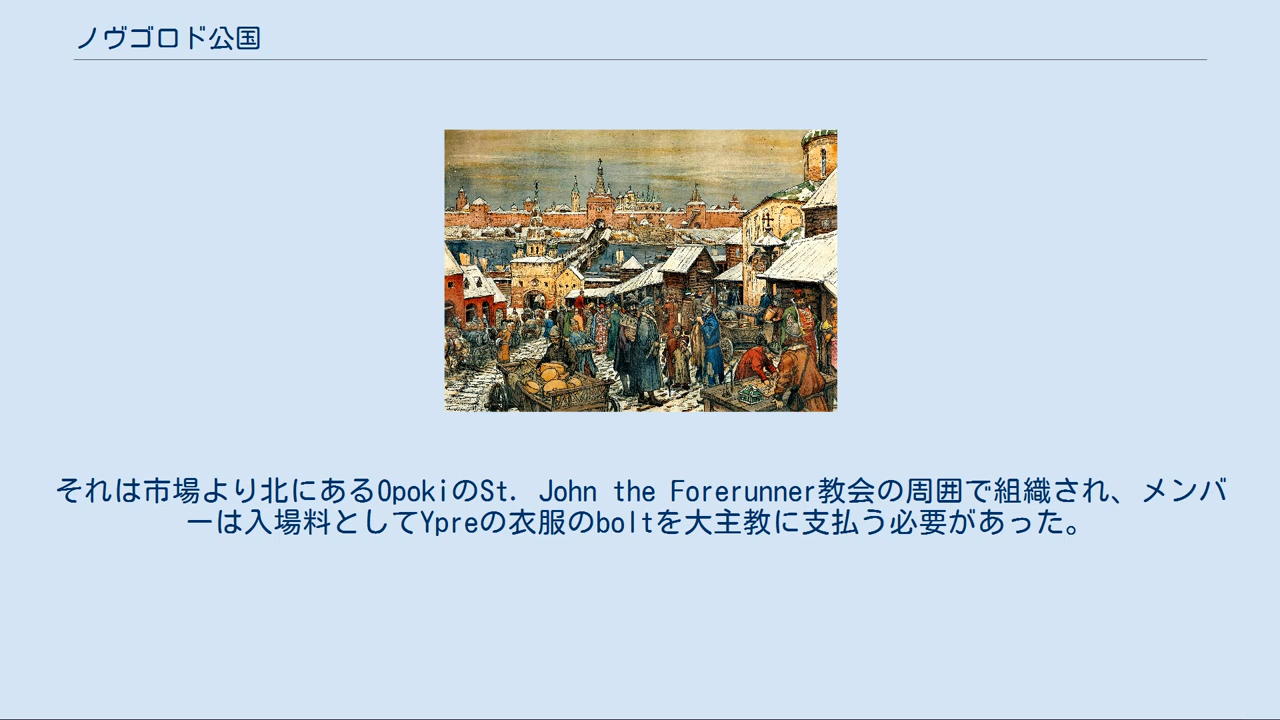 ノヴゴロド公国
それは市場より北にあるOpokiのSt. John the Forerunner教会の周囲で組織され、メンバ
ーは入場料としてYpreの衣服のboltを大主教に支払う必要があった。